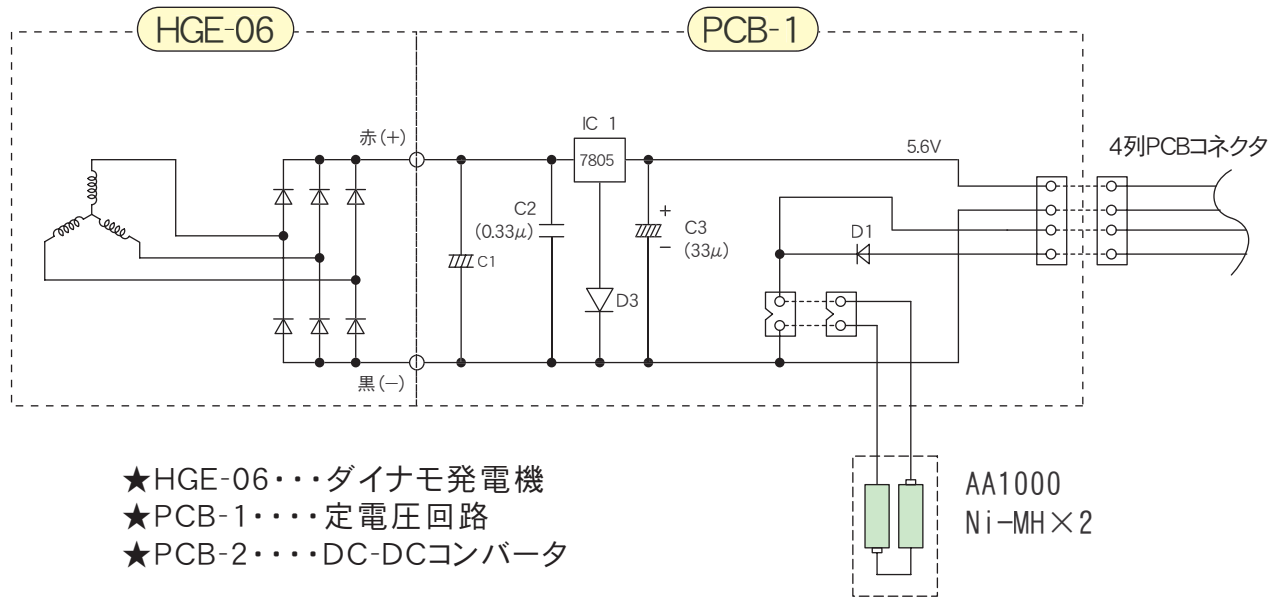 HGE-06
PCB-1
赤(+)
IC 1
7805
5.6V
4列PCBコネクタ
C2
(0.33μ)
+
C3
−
(33μ)
D1
C1
D3
黒(−)
★HGE-06・・・ダイナモ発電機
★PCB-1・・・・定電圧回路
★PCB-2・・・・DC-DCコンバータ
AA1000
Ni-MH×2